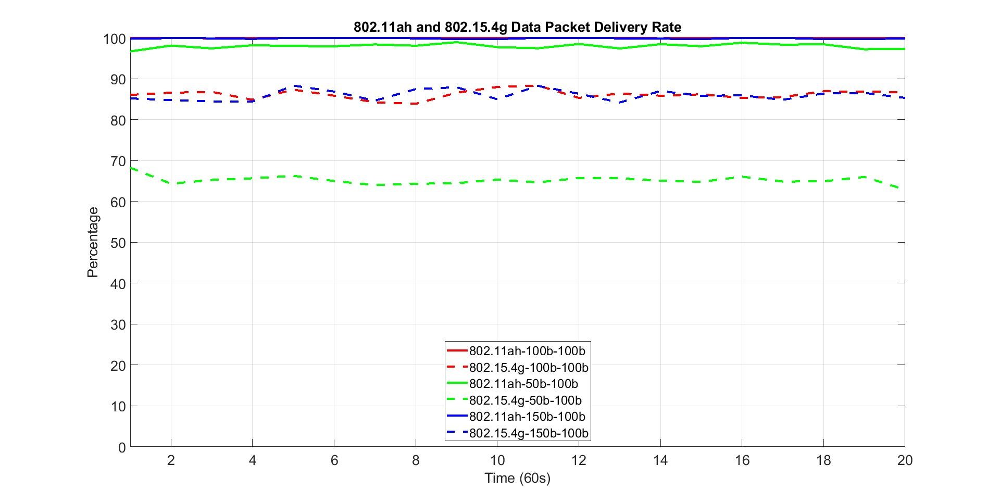 802.11ah and 802.15.4g Data Packet Delivery Rate
100
90
80
70
60
50
40
30
20
10
0
Percentage
802.11ah-100b-100b
802.15.4g-100b-100b
802.11ah-50b-100b
802.15.4g-50b-100b
802.11ah-150b-100b
802.15.4g-150b-100b
2 4 6 8 10 12 14 16 18 20
Time (60s)